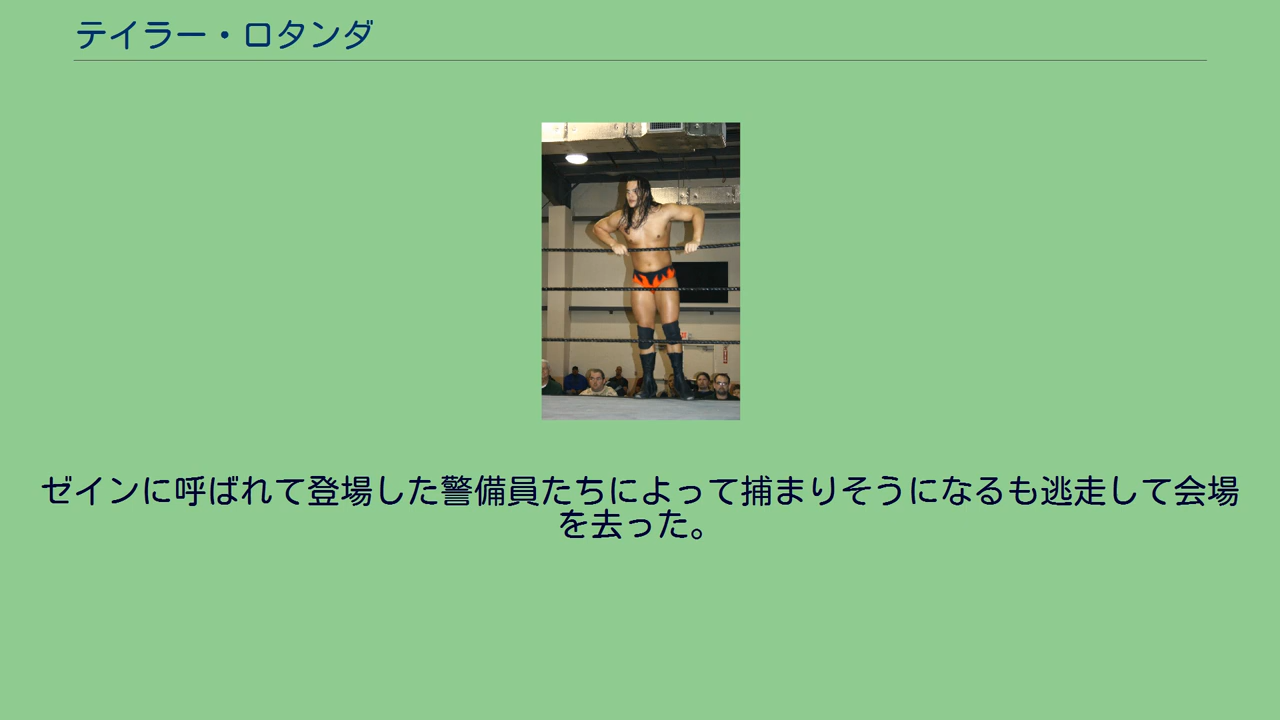 テイラー・ロタンダ
ゼインに呼ばれて登場した警備員たちによって捕まりそうになるも逃走して会場
を去った。